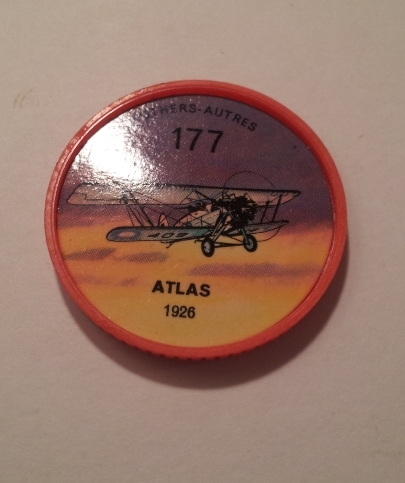 OTHERS-AUTRES
177
409
ATLAS
1926